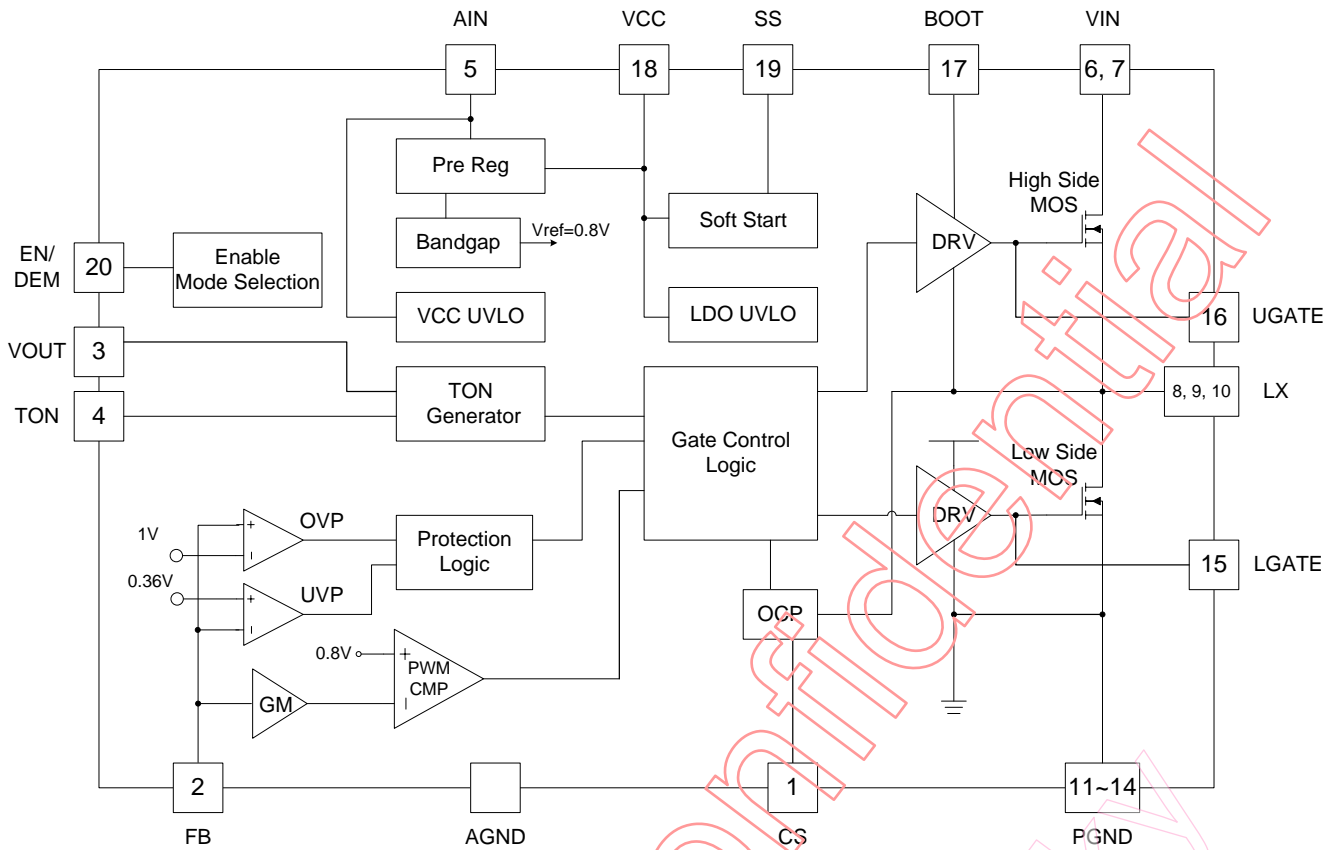 AIN
VCC
SS
BOOT
VIN
5
18
19
17
6, 7
Pre Reg
High Side
MOS
Soft Start
Bandgap
Vref=0.8V
DRV
EN/
DEM
20
Enable
Mode Selection
VCC UVLO
LDO UVLO
16
UGATE
VOUT
3
TON
4
TON
Generator
8, 9, 10
LX
Gate Control
Logic
Low Side
MOS
DRV
1V
+
-
OVP
Protection
Logic
0.36V
+
-
UVP
15
LGATE
OCP
0.8V
+
PWM
CMP
-
GM
2
1
11~14
FB
AGND
CS
PGND
onfidential
y